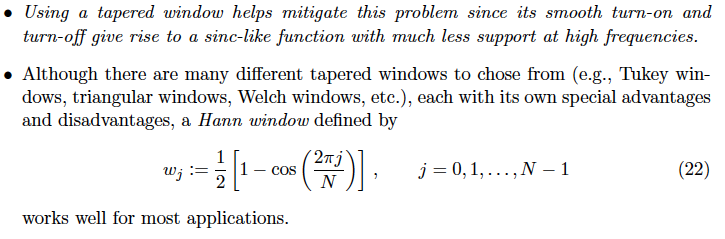 • Using a tapered window helps mitigate this problem since its smooth turn-on and
turn-off give rise to a sinc-like function with much less support at high frequencies.
• Although there are many different tapered windows to chose from (e.g., Tukey win-
dows, triangular windows, Welch windows, etc.), each with its own special advantages
and disadvantages, a Hann window defined by
w_j := 1/2 [1 − cos(2πj/N)] , j = 0, 1, . . . , N − 1 (22)
works well for most applications.